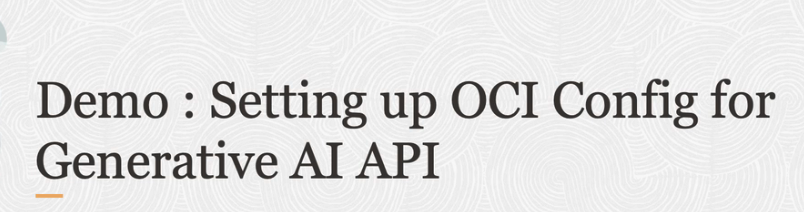 Demo : Setting up OCI Config for
Generative AI API